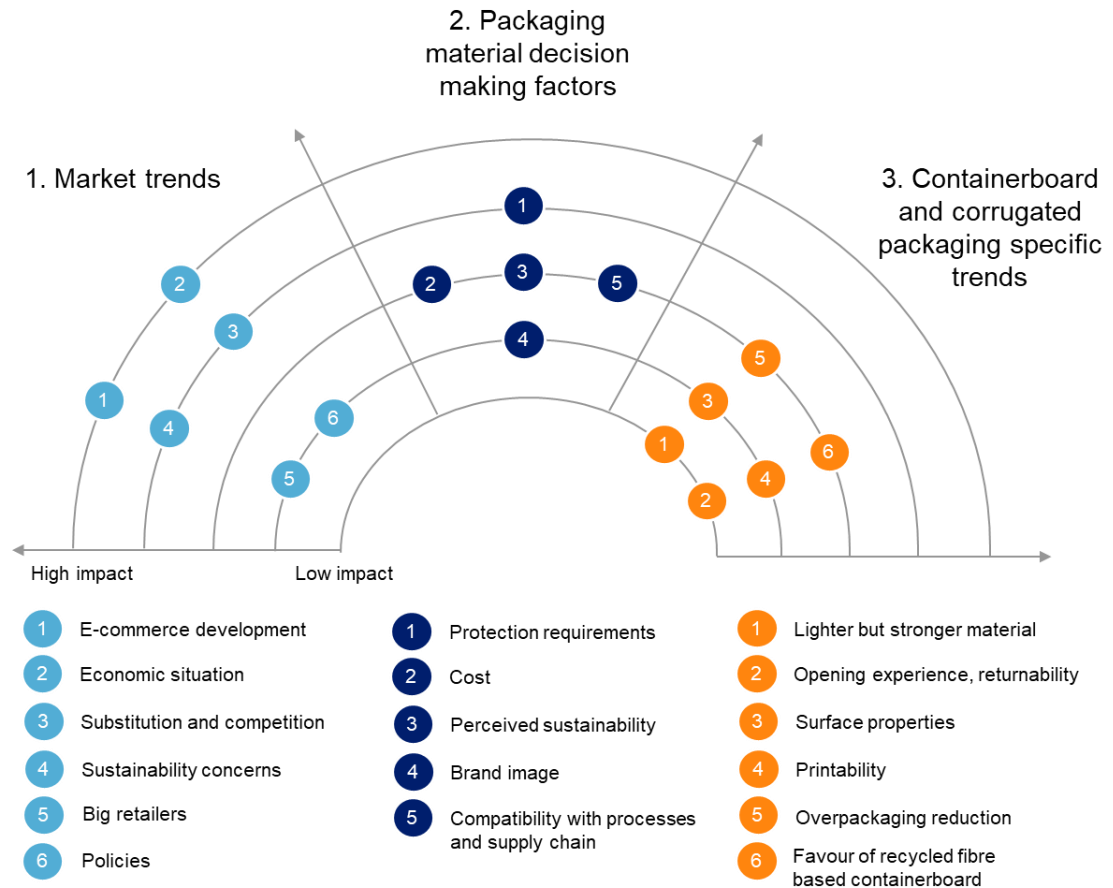 2. Packaging
material decision
making factors
1. Market trends
3. Containerboard
and corrugated
packaging specific
trends
1
2
3
2
5
3
4
5
1
4
3
6
6
1
5
4
2
High impact
Low impact
1 E-commerce development
2 Economic situation
3 Substitution and competition
4 Sustainability concerns
5 Big retailers
6 Policies
1 Protection requirements
2 Cost
3 Perceived sustainability
4 Brand image
5 Compatibility with processes
and supply chain
1 Lighter but stronger material
2 Opening experience, returnability
3 Surface properties
4 Printability
5 Overpackaging reduction
6 Favour of recycled fibre
based containerboard